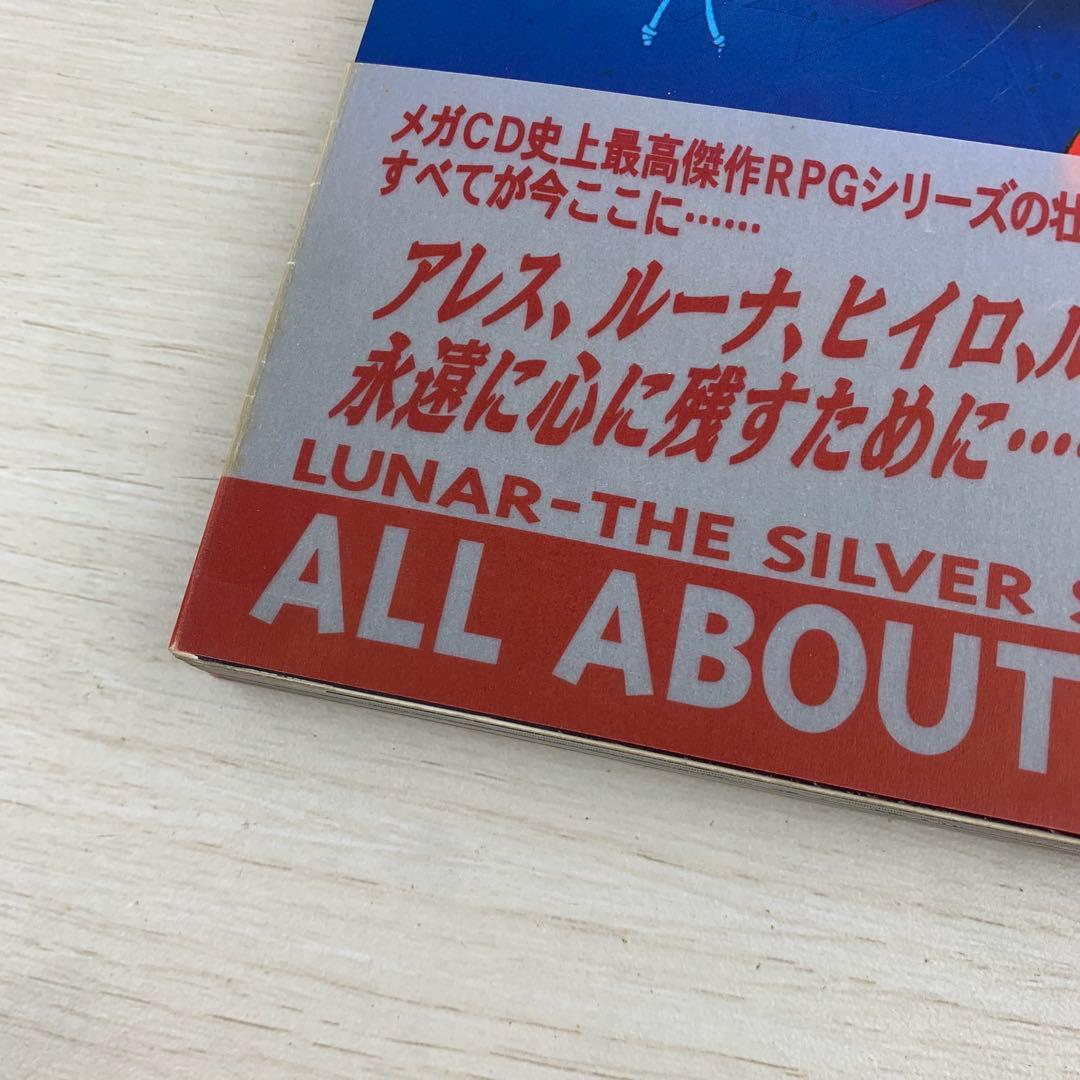 メガCD史上最高傑作RPGシリーズの壮
すべてが今ここに……
アレス、ルーナ、ヒイロ、ル
永遠に心に残すために……
LUNAR-THE SILVER S
ALL ABOUT